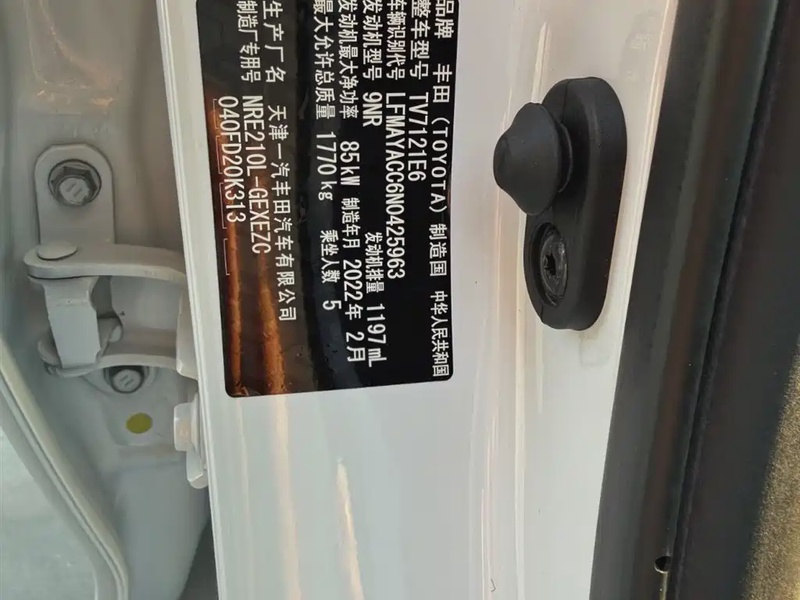 品牌 丰田(TOYOTA) 制造国 中华人民共和国
整车型号 TV7121E6
车辆识别代号 LFMAYACC6N0425963
发动机型号 9NR 发动机排量 1197mL
发动机最大净功率 85kW 制造年月 2022年 2月
最大允许总质量 1770kg 乘坐人数 5
生产厂名 天津一汽丰田汽车有限公司
制造厂专用号 NRE210L-GEXEZC
040FD20K313